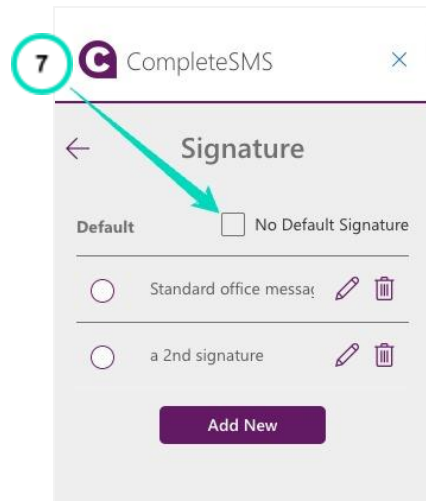 7
CompleteSMS
Signature
Default
No Default Signature
Standard office messag
a 2nd signature
Add New